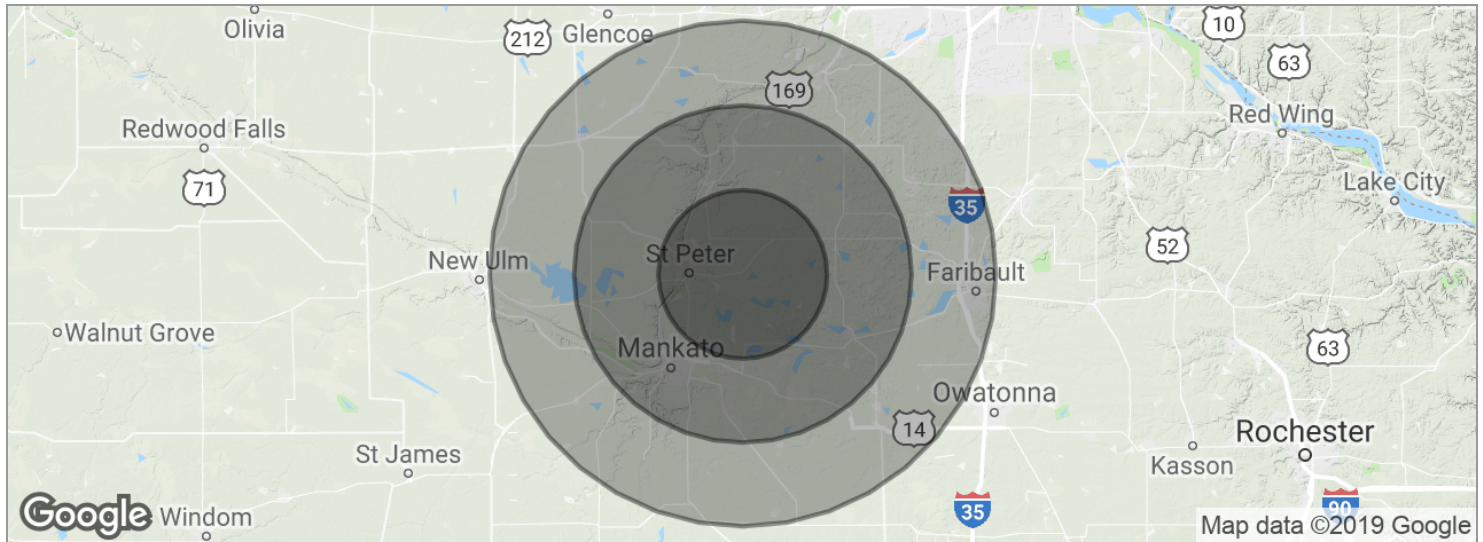 Olivia
212
Glencoe
10
63
169
Redwood Falls
Red Wing
71
Lake City
35
52
St Peter
New Ulm
Faribault
Walnut Grove
Mankato
63
Owatonna
14
Rochester
St James
Kasson
Google
Windom
35
90
Map data ©2019 Google